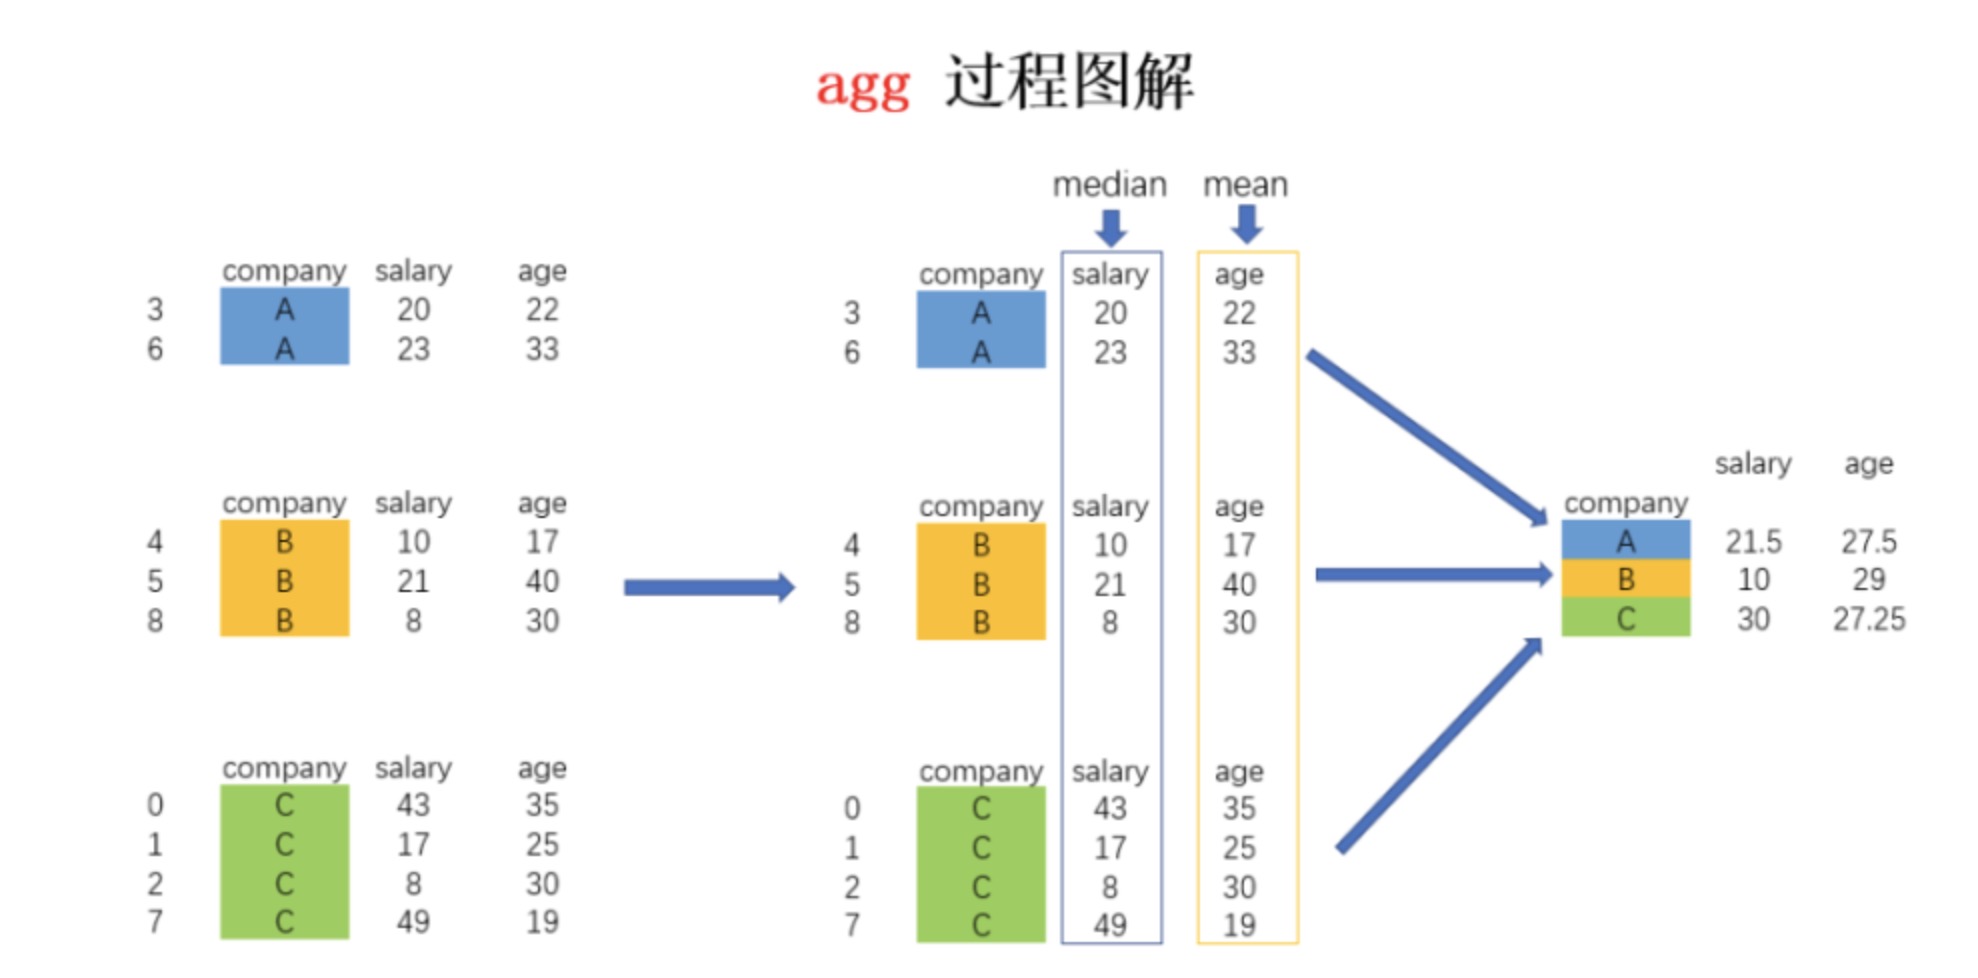 agg 过程图解
median mean
company salary age
3 A 20 22
6 A 23 33
company salary age
4 B 10 17
5 B 21 40
8 B 8 30
company salary age
0 C 43 35
1 C 17 25
2 C 8 30
7 C 49 19
company salary age
3 A 20 22
6 A 23 33
company salary age
4 B 10 17
5 B 21 40
8 B 8 30
company salary age
0 C 43 35
1 C 17 25
2 C 8 30
7 C 49 19
salary age
company
A 21.5 27.5
B 10 29
C 30 27.25